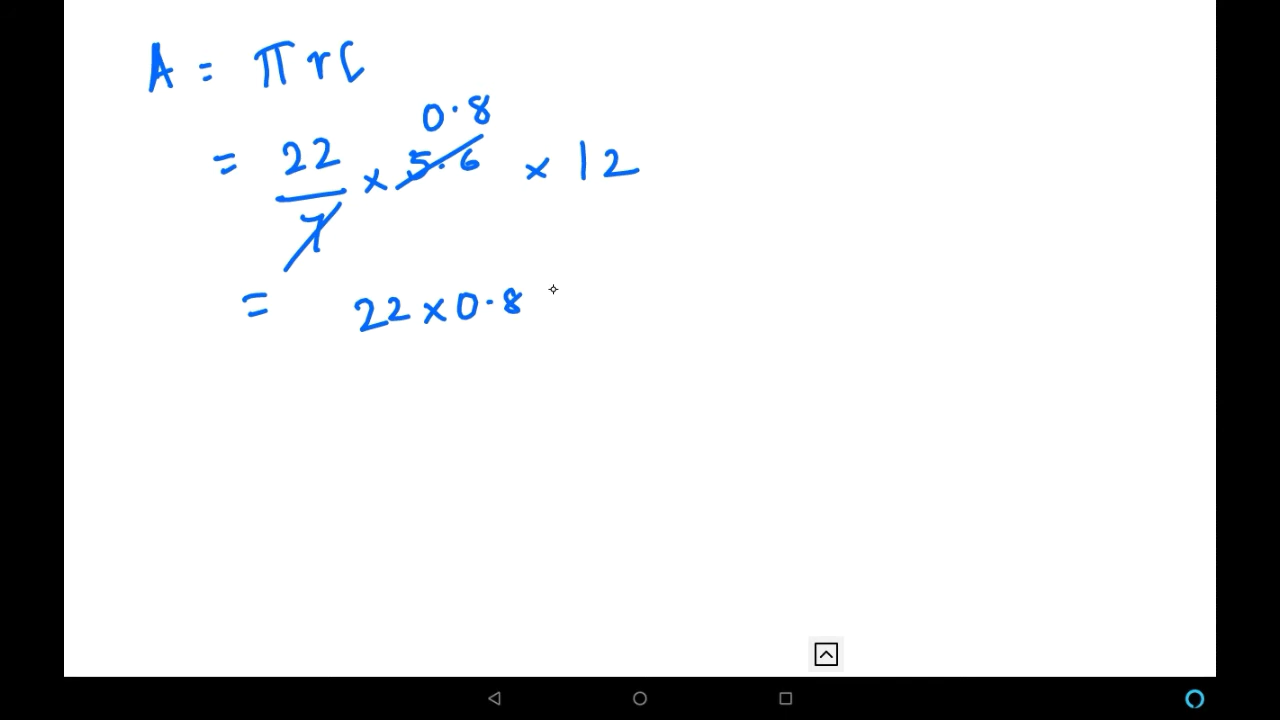 A = πrl
0.8
= 22/7 × 5.6 × 12
= 22 × 0.8